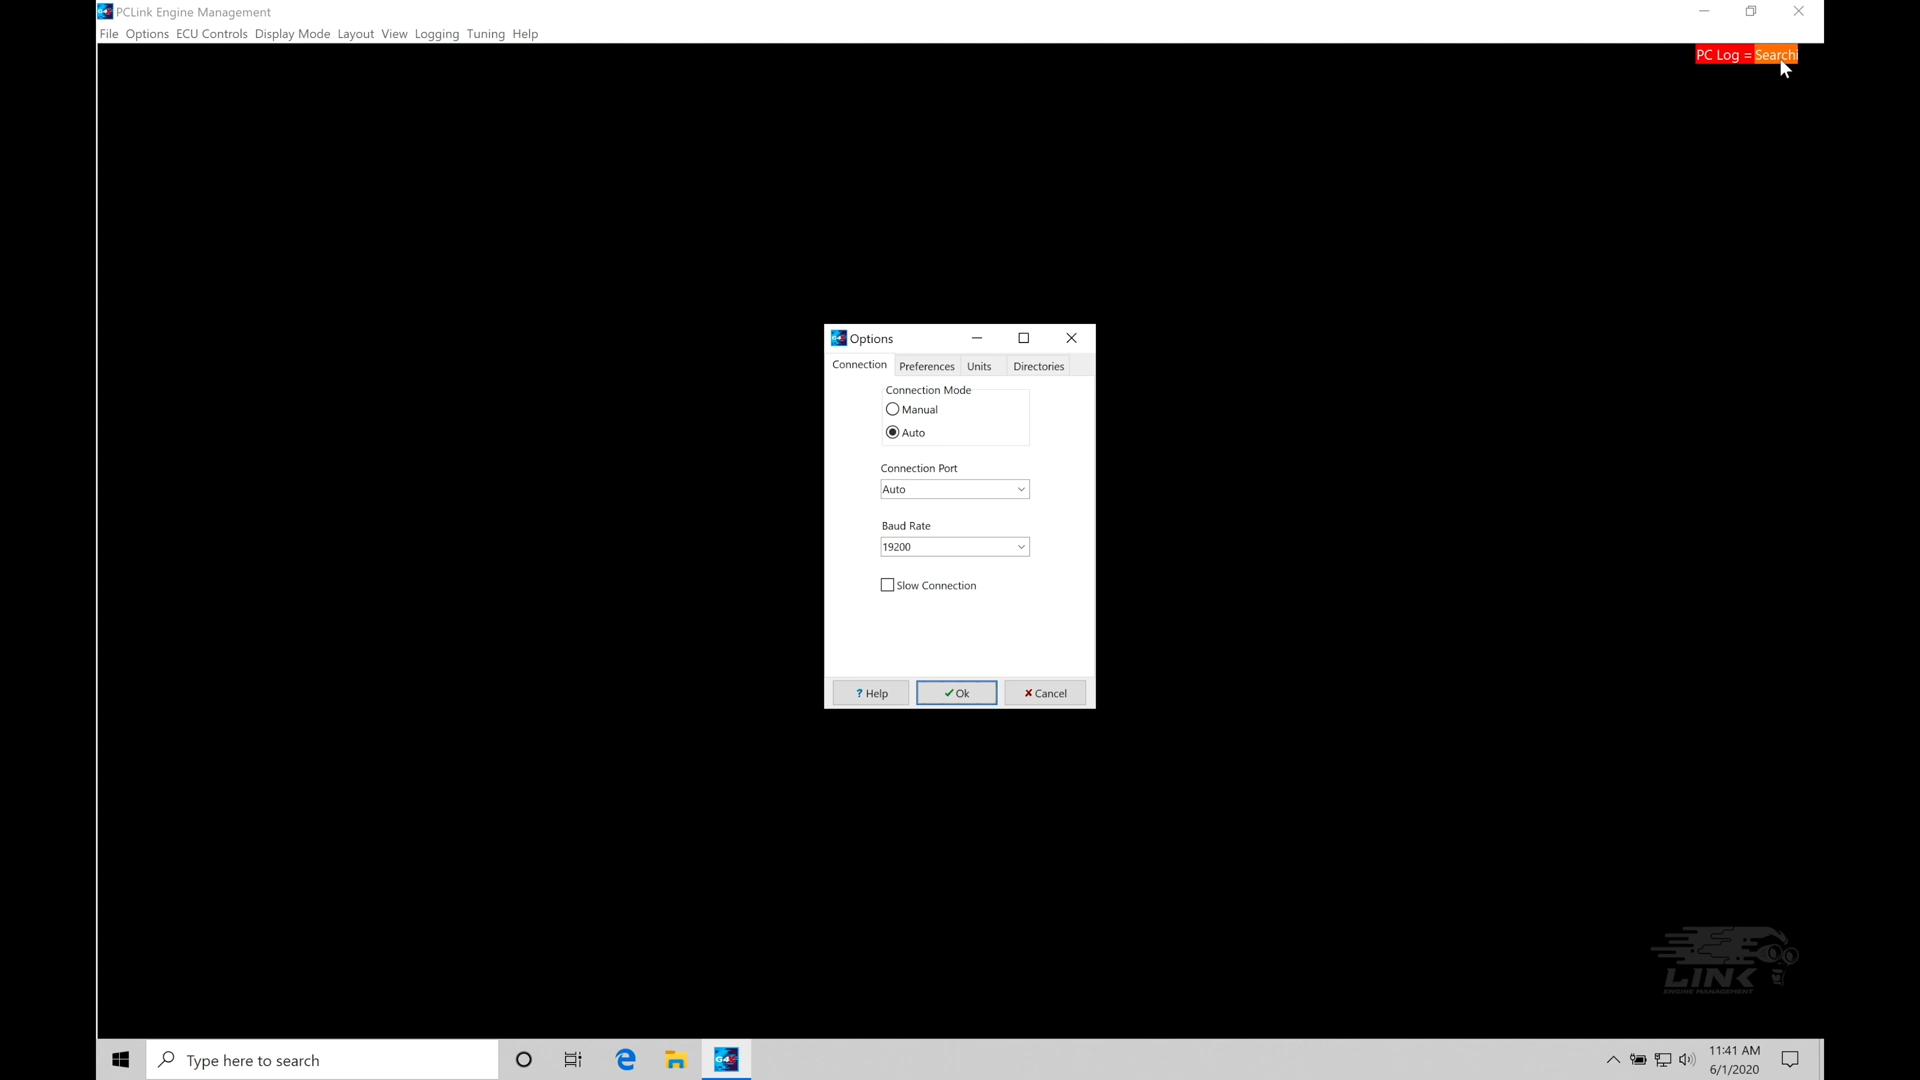 PCLink Engine Management
File Options ECU Controls Display Mode Layout View Logging Tuning Help
PC Log = Searchi
Options
Connection Preferences Units Directories
Connection Mode
Manual
Auto
Connection Port
Auto
Baud Rate
19200
Slow Connection
? Help Ok Cancel
LINK
ENGINE MANAGEMENT
Type here to search
11:41 AM
6/1/2020